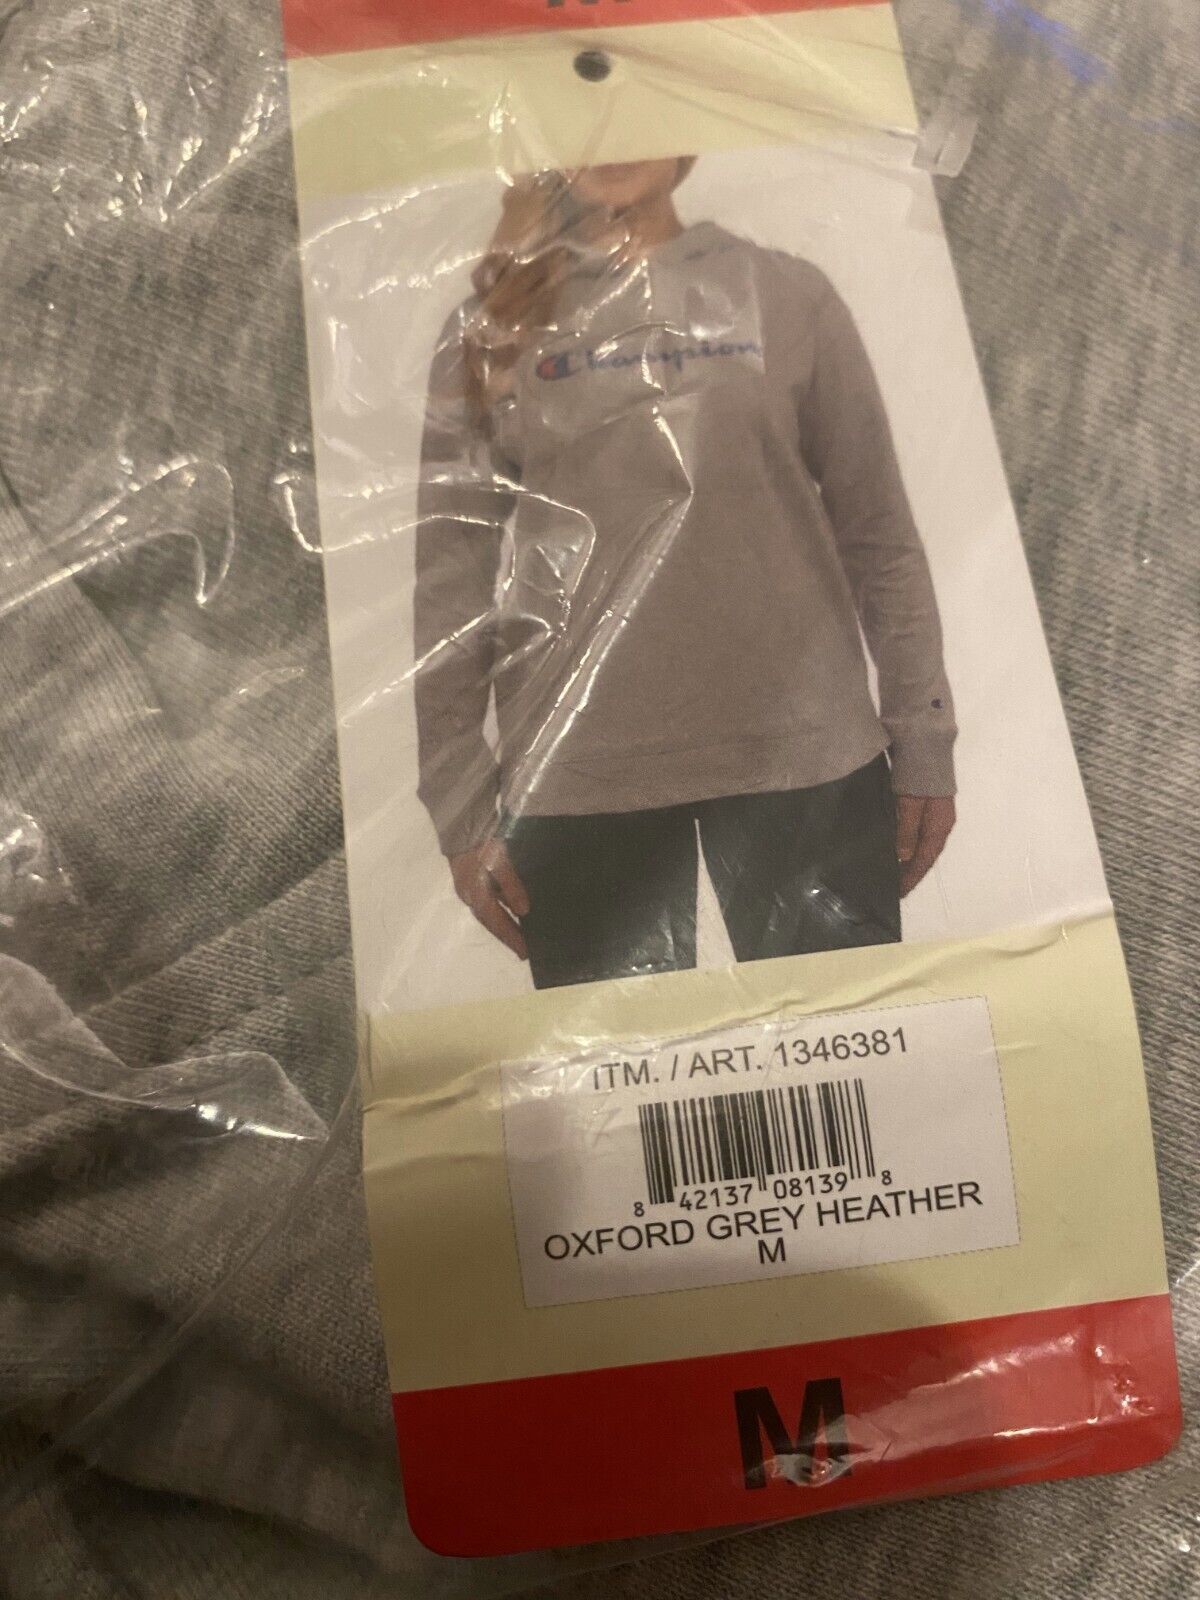 M
Champion
ITM. / ART. 1346381
8 42137 08139 8
OXFORD GREY HEATHER
M
M